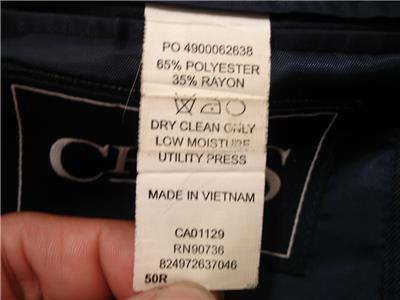 PO 4900062638
65% POLYESTER
35% RAYON
DRY CLEAN ONLY
LOW MOISTURE
UTILITY PRESS
MADE IN VIETNAM
CA01129
RN90736
824972637046
50R